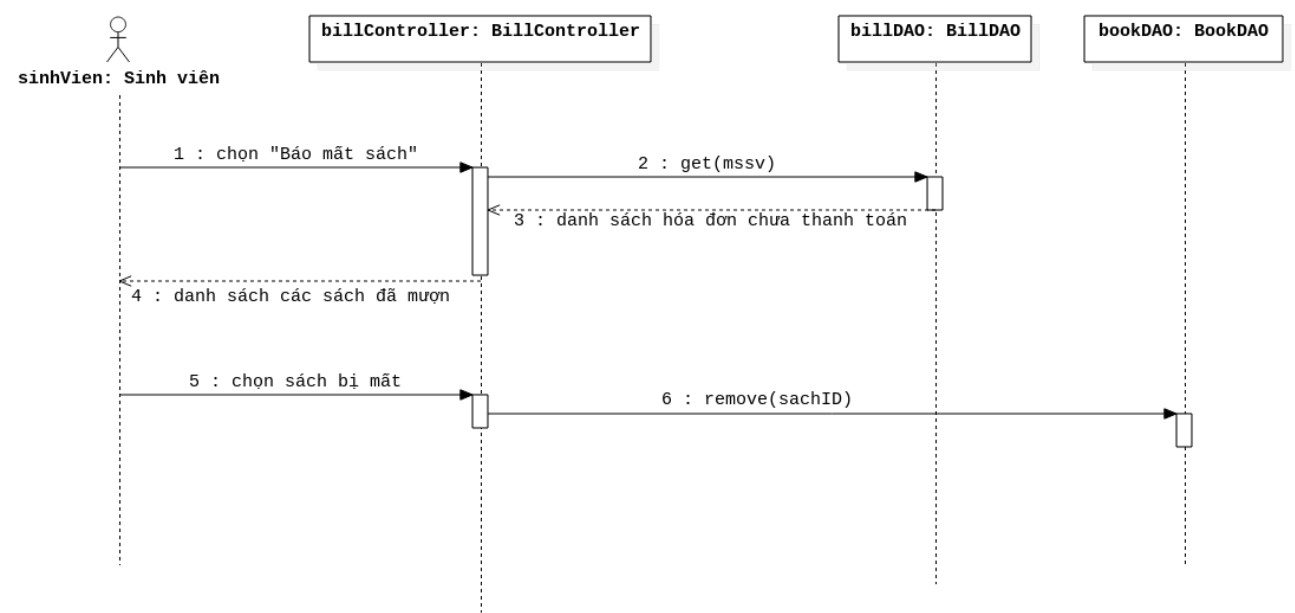 billController: BillController
billDAO: BillDAO
bookDAO: BookDAO
sinhVien: Sinh viên
1 : chọn "Báo mất sách"
2 : get(mssv)
3 : danh sách hóa đơn chưa thanh toán
4 : danh sách các sách đã mượn
5 : chọn sách bị mất
6 : remove(sachID)